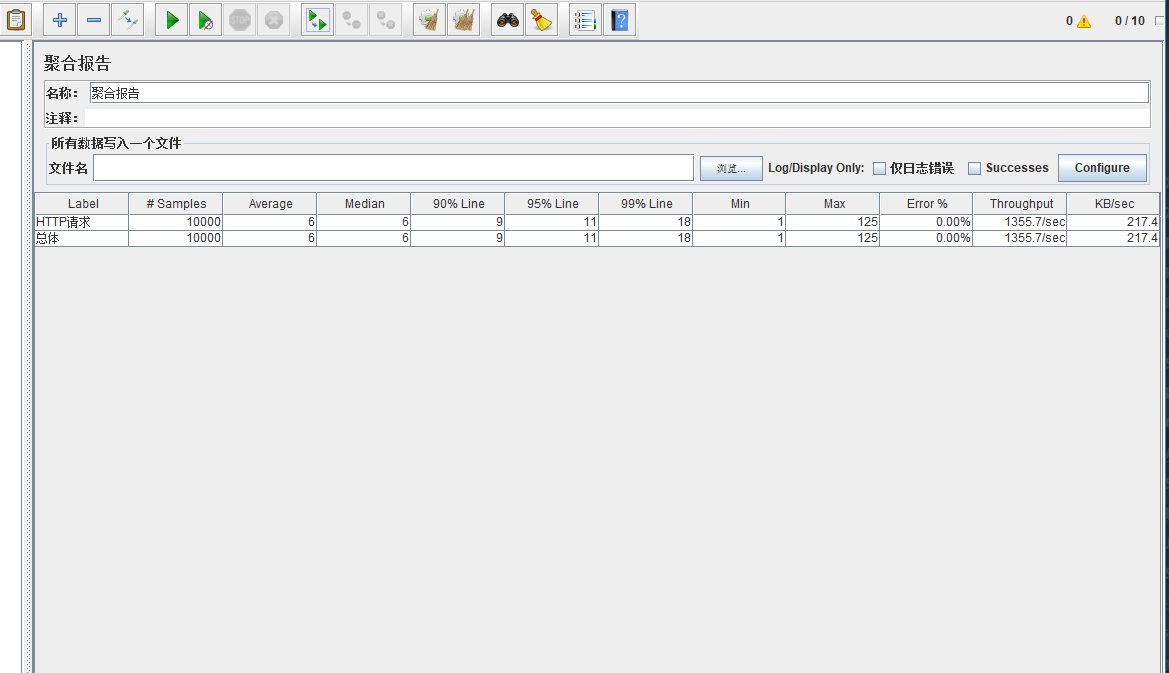 STOP
0 0 / 10
聚合报告
名称： 聚合报告
注释：
所有数据写入一个文件
文件名 浏览... Log/Display Only: 仅日志错误 Successes Configure
Label # Samples Average Median 90% Line 95% Line 99% Line Min Max Error % Throughput KB/sec
HTTP请求 10000 6 6 9 11 18 1 125 0.00% 1355.7/sec 217.4
总体 10000 6 6 9 11 18 1 125 0.00% 1355.7/sec 217.4